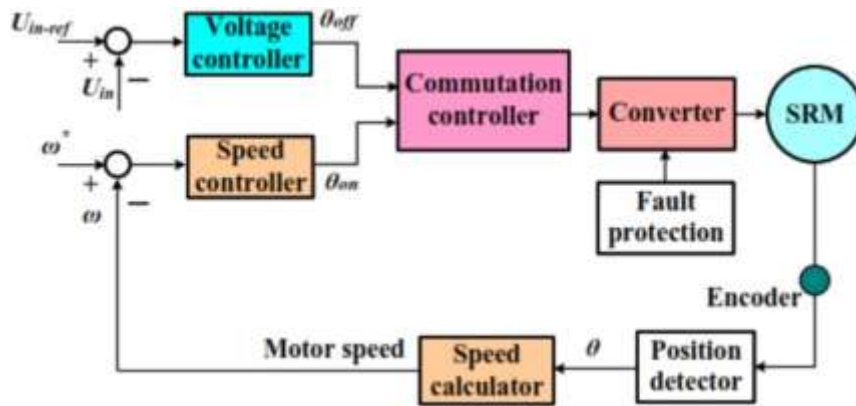 U_in-ref
+
U_in
−
Voltage
controller
θ_off
ω*
+
ω
−
Speed
controller
θ_on
Commutation
controller
Converter
SRM
Fault
protection
Encoder
Position
detector
θ
Speed
calculator
Motor speed